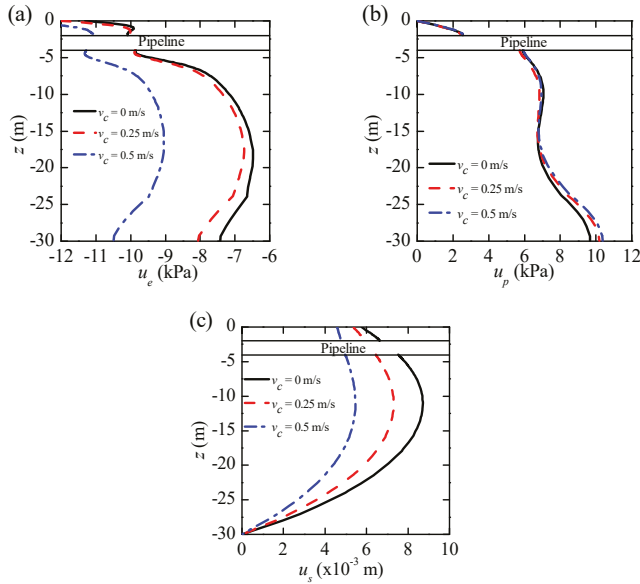 (a)
0
-5
-10
-15
-20
-25
-30
z (m)
Pipeline
v_c = 0 m/s
v_c = 0.25 m/s
v_c = 0.5 m/s
-12 -11 -10 -9 -8 -7 -6
u_e (kPa)
(b)
0
-5
-10
-15
-20
-25
-30
z (m)
Pipeline
v_c = 0 m/s
v_c = 0.25 m/s
v_c = 0.5 m/s
0 2 4 6 8 10 12
u_p (kPa)
(c)
0
-5
-10
-15
-20
-25
-30
z (m)
Pipeline
v_c = 0 m/s
v_c = 0.25 m/s
v_c = 0.5 m/s
0 2 4 6 8 10
u_s (x10⁻³ m)